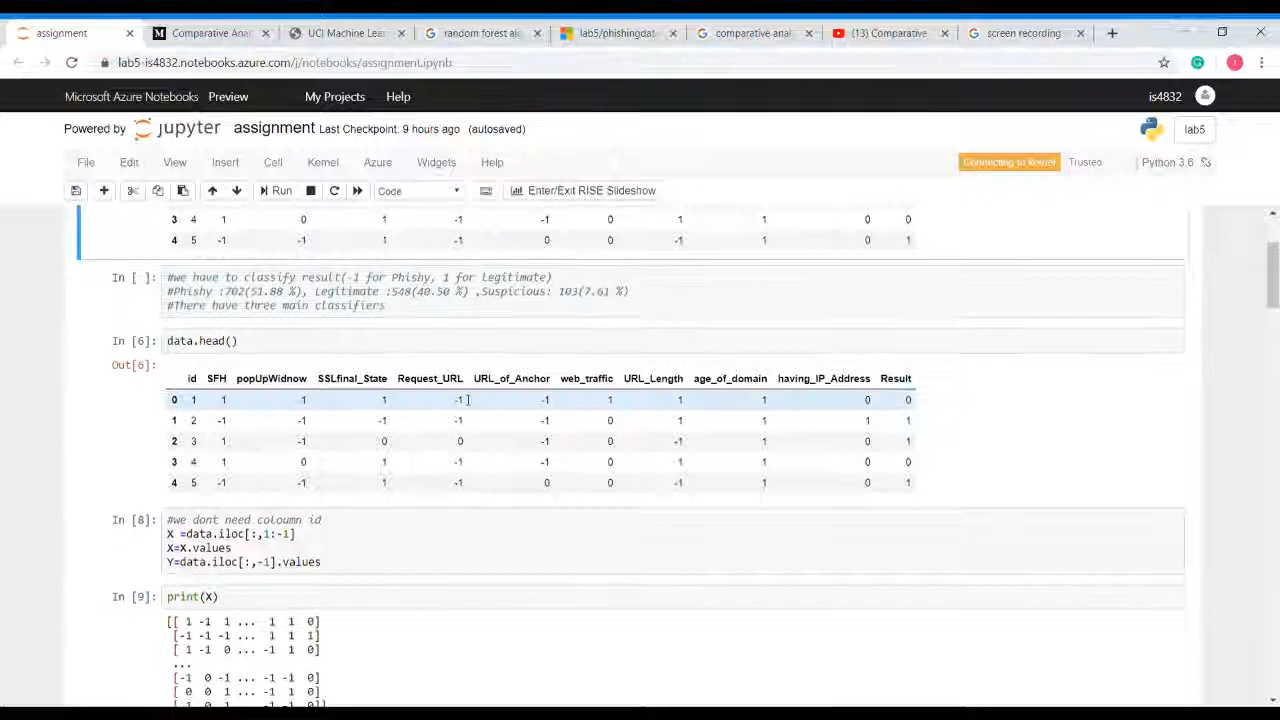 assignment
Comparative Anal
UCI Machine Lear
random forest alg
lab5/phishingdat
comparative and
(13) Comparative
screen recording
lab5-is4832.notebooks.azure.com/j/notebooks/assignment.ipynb
Microsoft Azure Notebooks Preview My Projects Help is4832
Powered by jupyter assignment Last Checkpoint: 9 hours ago (autosaved) lab5
File Edit View Insert Cell Kernel Azure Widgets Help Connecting to Kernel Trusted Python 3.6
Run Code Enter/Exit RISE Slideshow
3 4 1 0 1 -1 -1 0 1 1 0 0
4 5 -1 -1 1 -1 0 0 -1 1 0 1
In [ ]: #we have to classify result(-1 for Phishy, 1 for Legitimate)
#Phishy :702(51.88 %), Legitimate :548(40.50 %) ,Suspicious: 103(7.61 %)
#There have three main classifiers
In [6]: data.head()
Out[6]:
id SFH popUpWidnow SSLfinal_State Request_URL URL_of_Anchor web_traffic URL_Length age_of_domain having_IP_Address Result
0 1 1 -1 1 -1 -1 1 1 1 0 0
1 2 -1 -1 -1 -1 -1 0 1 1 1 1
2 3 1 -1 0 0 -1 0 -1 1 0 1
3 4 1 0 1 -1 -1 0 1 1 0 0
4 5 -1 -1 1 -1 0 0 -1 1 0 1
In [8]: #we dont need coloumn id
X =data.iloc[:,1:-1]
X=X.values
Y=data.iloc[:,-1].values
In [9]: print(X)
[[ 1 -1 1 ... 1 1 0]
[-1 -1 -1 ... 1 1 1]
[ 1 -1 0 ... -1 1 0]
...
[-1 0 -1 ... -1 -1 0]
[ 0 0 1 ... -1 1 0]